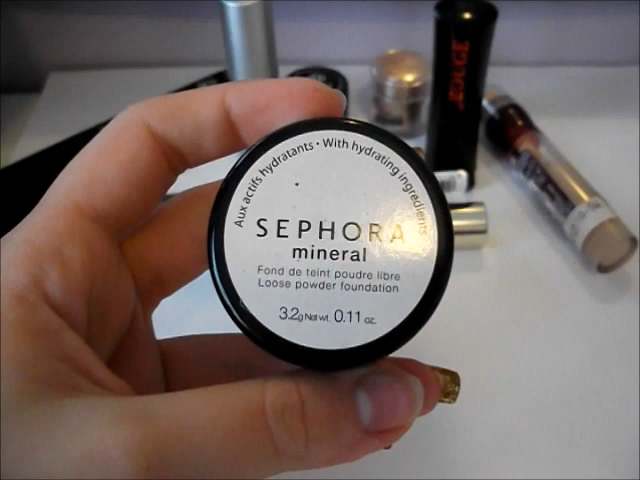 Aux actifs hydratants • With hydrating ingredients
SEPHORA
mineral
Fond de teint poudre libre
Loose powder foundation
3.2g Net wt. 0.11 oz.